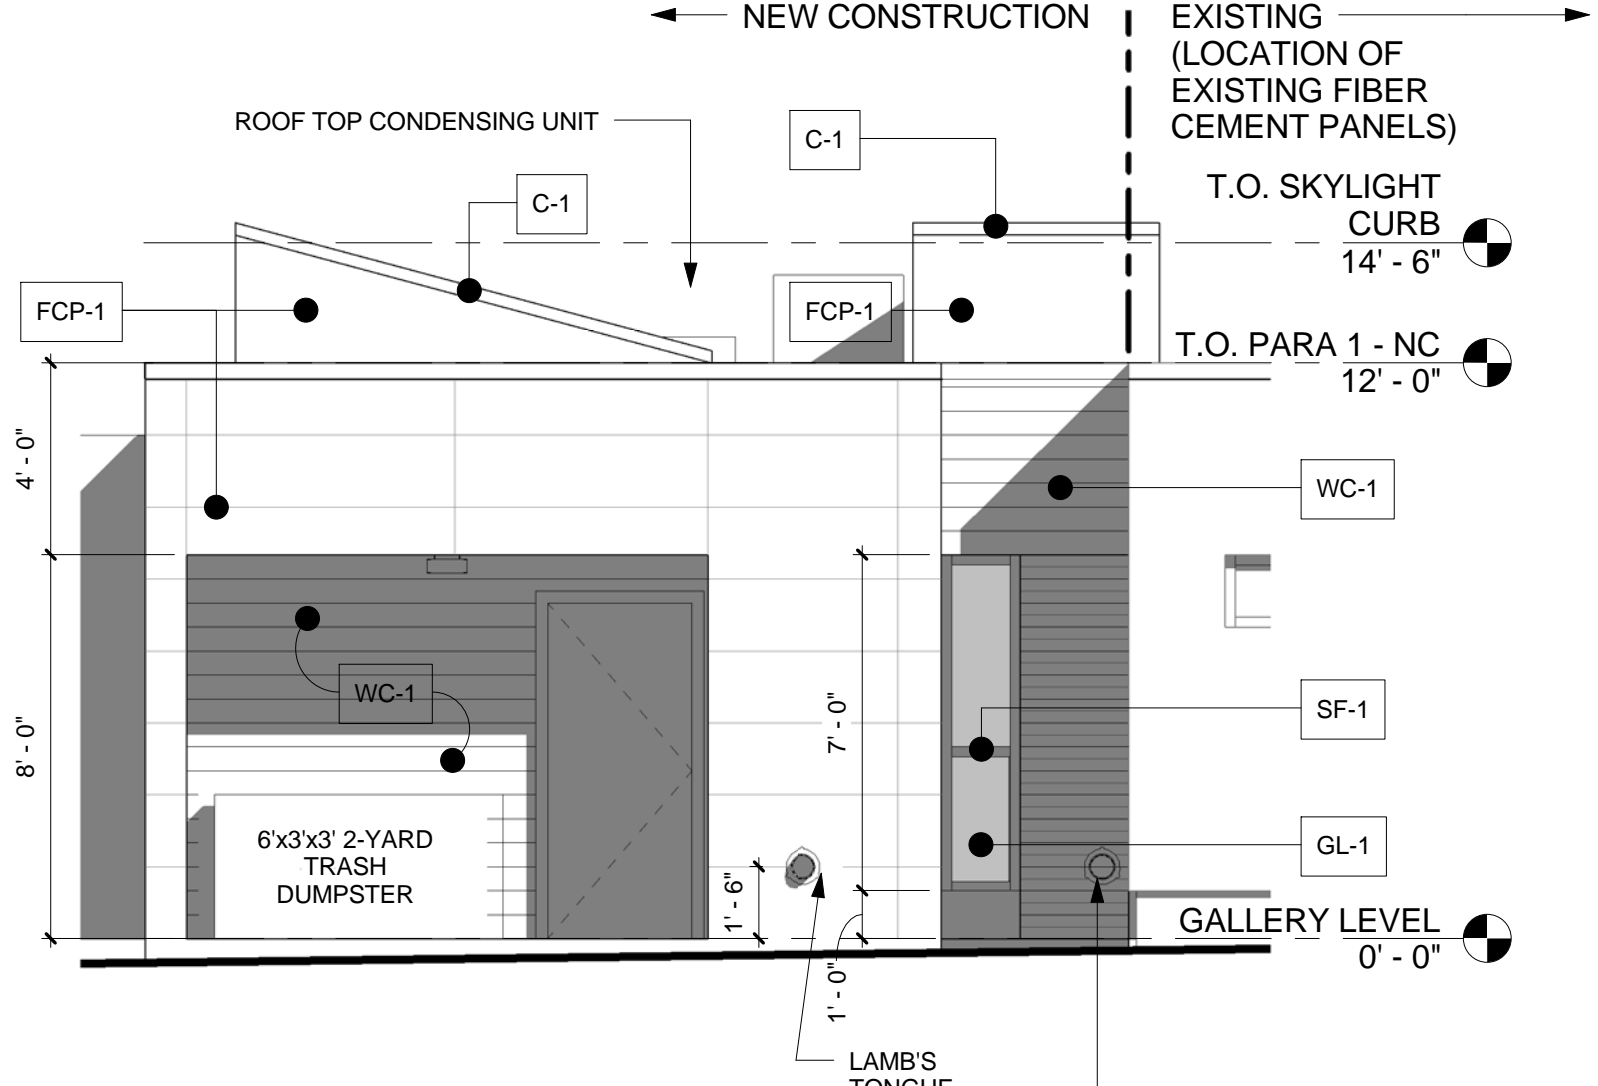 NEW CONSTRUCTION
EXISTING
(LOCATION OF
EXISTING FIBER
CEMENT PANELS)
ROOF TOP CONDENSING UNIT
C-1
C-1
T.O. SKYLIGHT
CURB
14' - 6"
FCP-1
FCP-1
T.O. PARA 1 - NC
12' - 0"
4' - 0"
WC-1
8' - 0"
WC-1
7' - 0"
SF-1
6'x3'x3' 2-YARD
TRASH
DUMPSTER
GL-1
1' - 6"
GALLERY LEVEL
0' - 0"
1' - 0"
LAMB'S
TONGUE